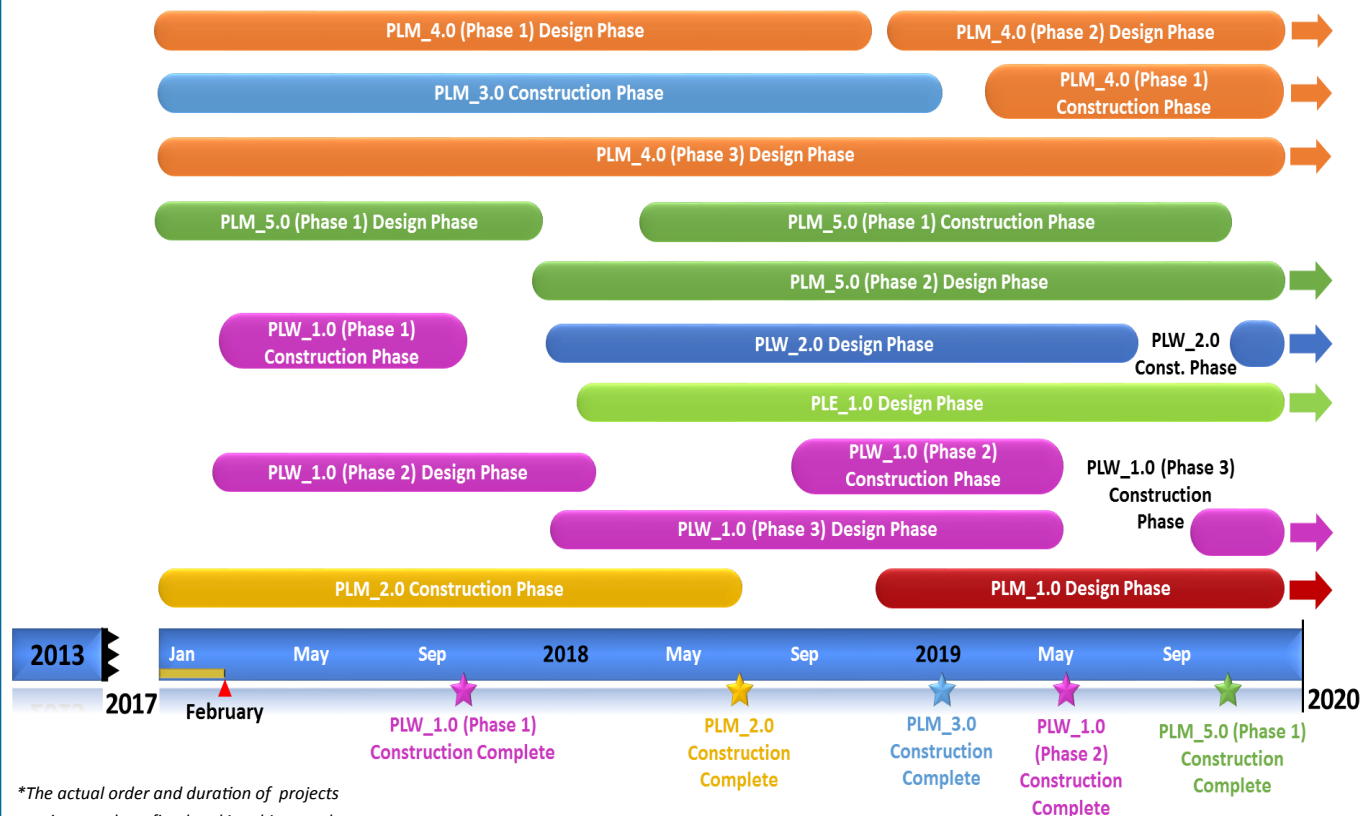 PLM_4.0 (Phase 1) Design Phase
PLM_4.0 (Phase 2) Design Phase
PLM_3.0 Construction Phase
PLM_4.0 (Phase 1)
Construction Phase
PLM_4.0 (Phase 3) Design Phase
PLM_5.0 (Phase 1) Design Phase
PLM_5.0 (Phase 1) Construction Phase
PLM_5.0 (Phase 2) Design Phase
PLW_1.0 (Phase 1)
Construction Phase
PLW_2.0 Design Phase
PLW_2.0
Const. Phase
PLE_1.0 Design Phase
PLW_1.0 (Phase 2) Design Phase
PLW_1.0 (Phase 2)
Construction Phase
PLW_1.0 (Phase 3)
Construction
Phase
PLW_1.0 (Phase 3) Design Phase
PLM_2.0 Construction Phase
PLM_1.0 Design Phase
2013
2017
Jan
May
Sep
2018
May
Sep
2019
May
Sep
2020
February
PLW_1.0 (Phase 1)
Construction Complete
PLM_2.0
Construction
Complete
PLM_3.0
Construction
Complete
PLW_1.0
(Phase 2)
Construction
Complete
PLM_5.0 (Phase 1)
Construction
Complete
*The actual order and duration of projects